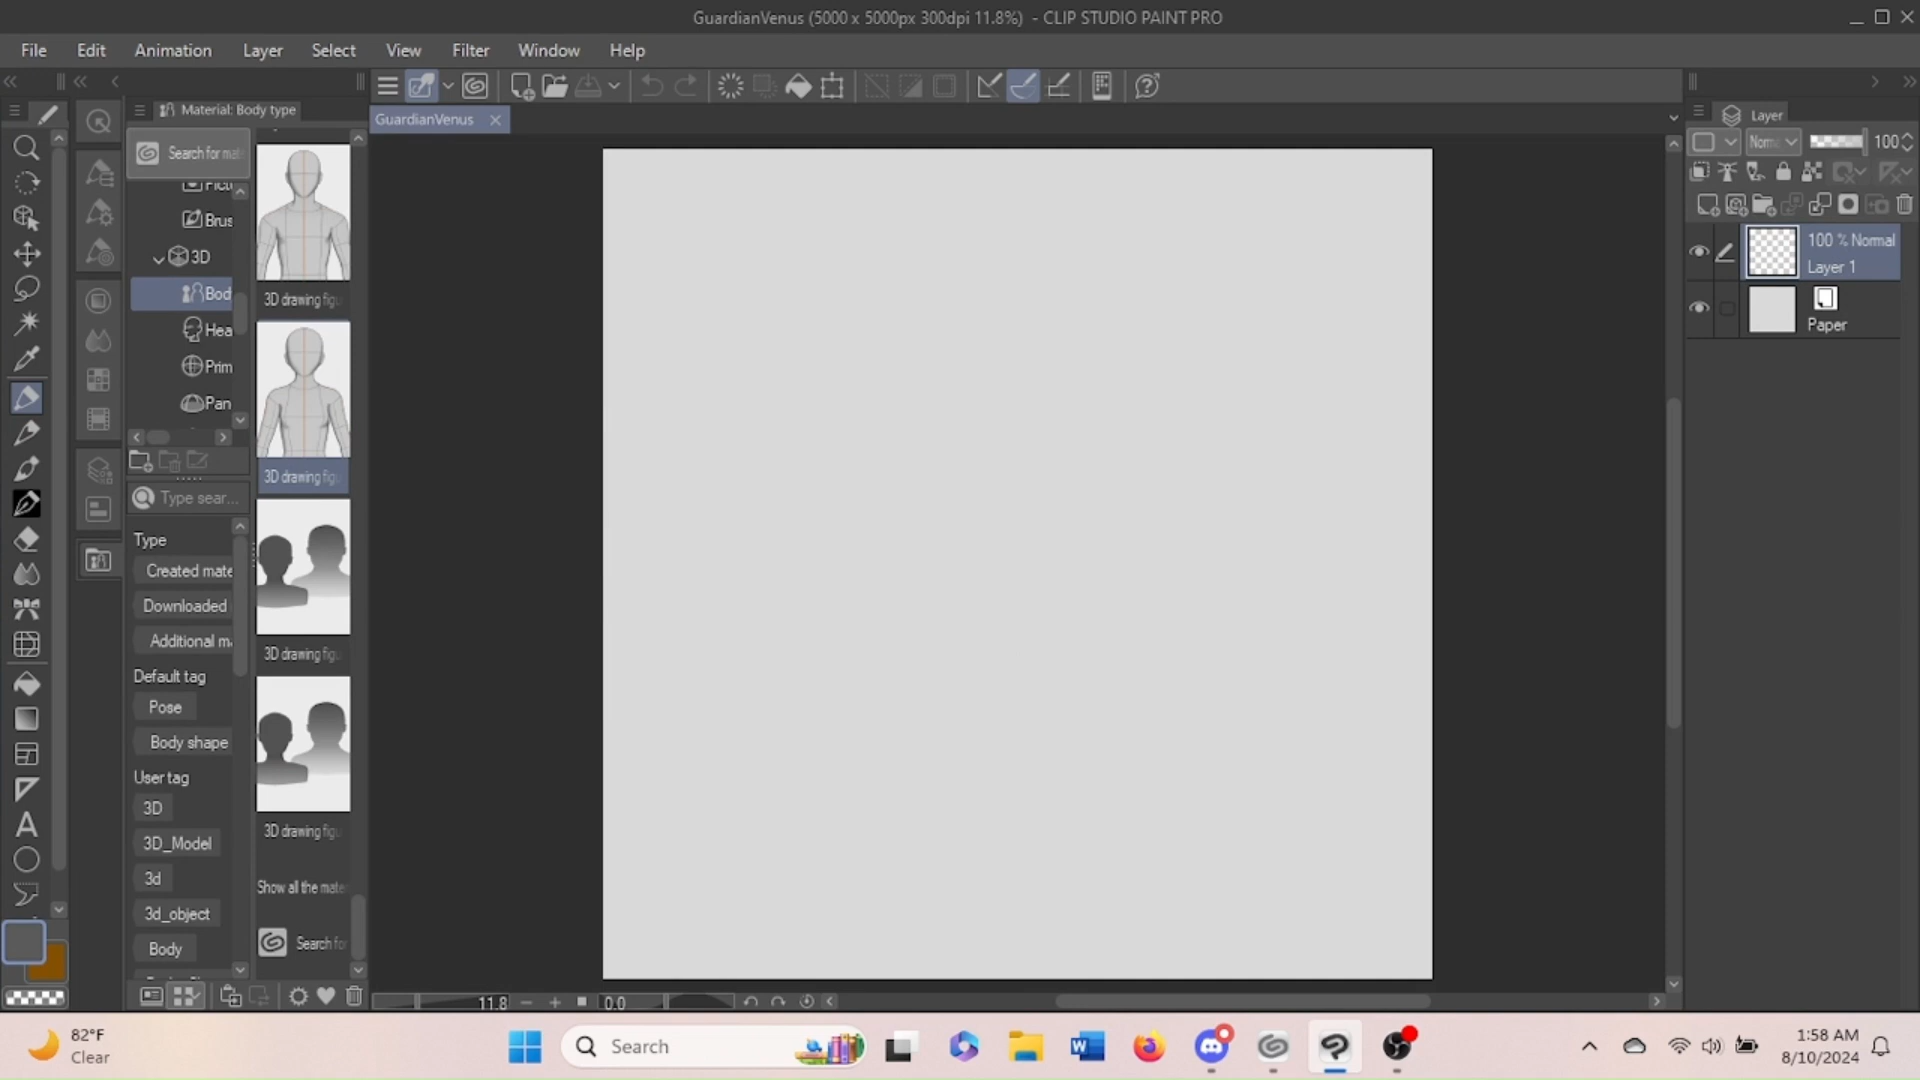 GuardianVenus (5000 x 5000px 300dpi 11.8%) - CLIP STUDIO PAINT PRO
File Edit Animation Layer Select View Filter Window Help
Material: Body type
GuardianVenus
Layer
Search for mat
Norm 100
Brus
3D
Bod
Hea
Prim
Pan
100 % Normal
Layer 1
Paper
3D drawing figu
3D drawing figu
3D drawing figu
3D drawing figu
Type sear...
Type
Created mate
Downloaded
Additional m
Default tag
Pose
Body shape
User tag
3D
3D_Model
3d
3d_object
Body
Show all the mate
Search fo
11.8
0.0
82°F
Clear
Search
1:58 AM
8/10/2024